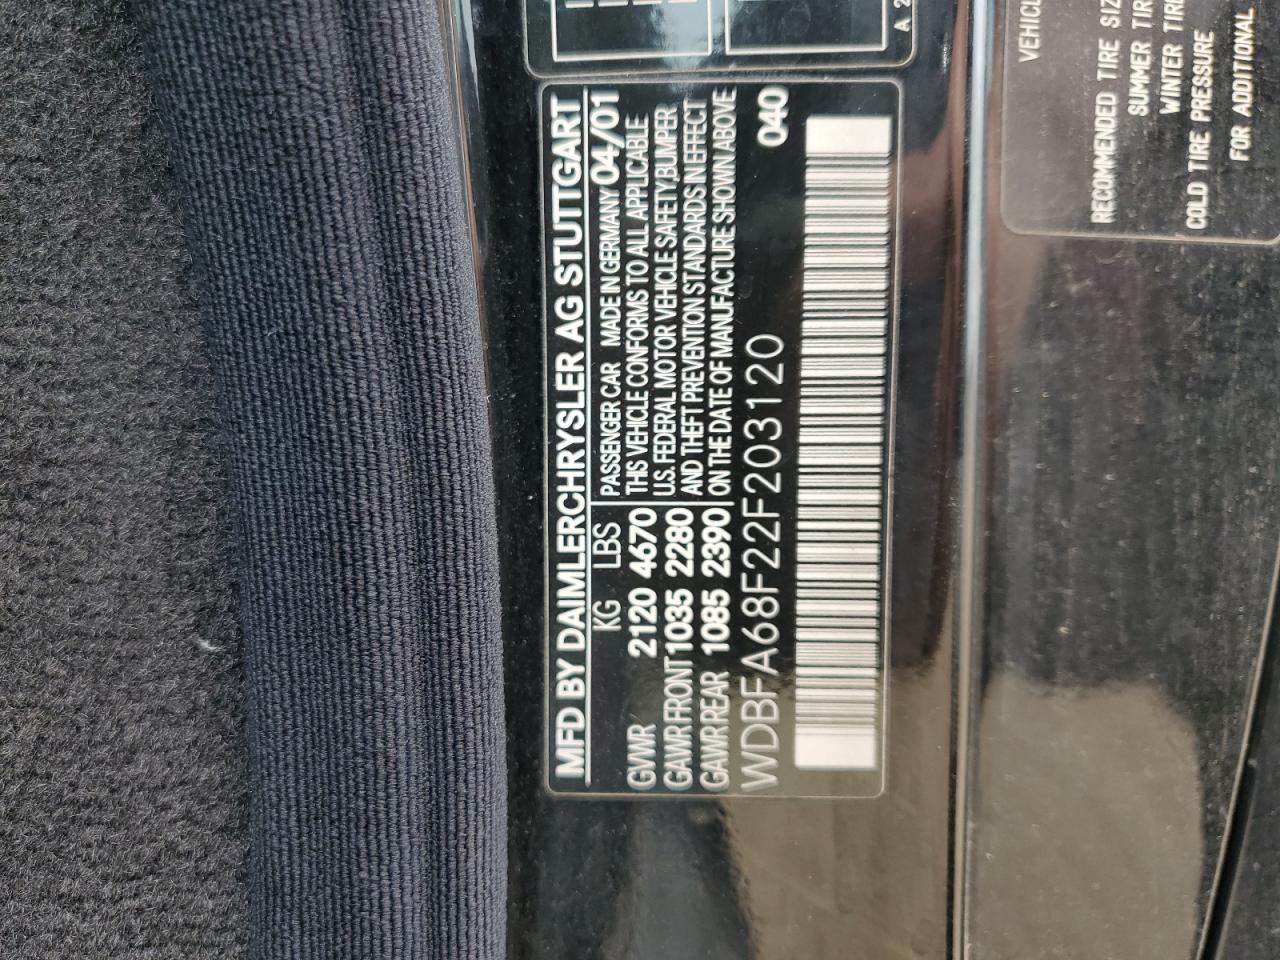 MFD BY DAIMLERCHRYSLER AG STUTTGART
KG LBS
GVWR 2120 4670
GAWR FRONT 1035 2280
GAWR REAR 1085 2390
PASSENGER CAR MADE IN GERMANY 04/01
THIS VEHICLE CONFORMS TO ALL APPLICABLE
U.S. FEDERAL MOTOR VEHICLE SAFETY,BUMPER
AND THEFT PREVENTION STANDARDS IN EFFECT
ON THE DATE OF MANUFACTURE SHOWN ABOVE
WDBFA68F22F203120
040
A 2
VEHICL
RECOMMENDED TIRE SIZ
SUMMER TIR
WINTER TIR
COLD TIRE PRESSURE
FOR ADDITIONAL